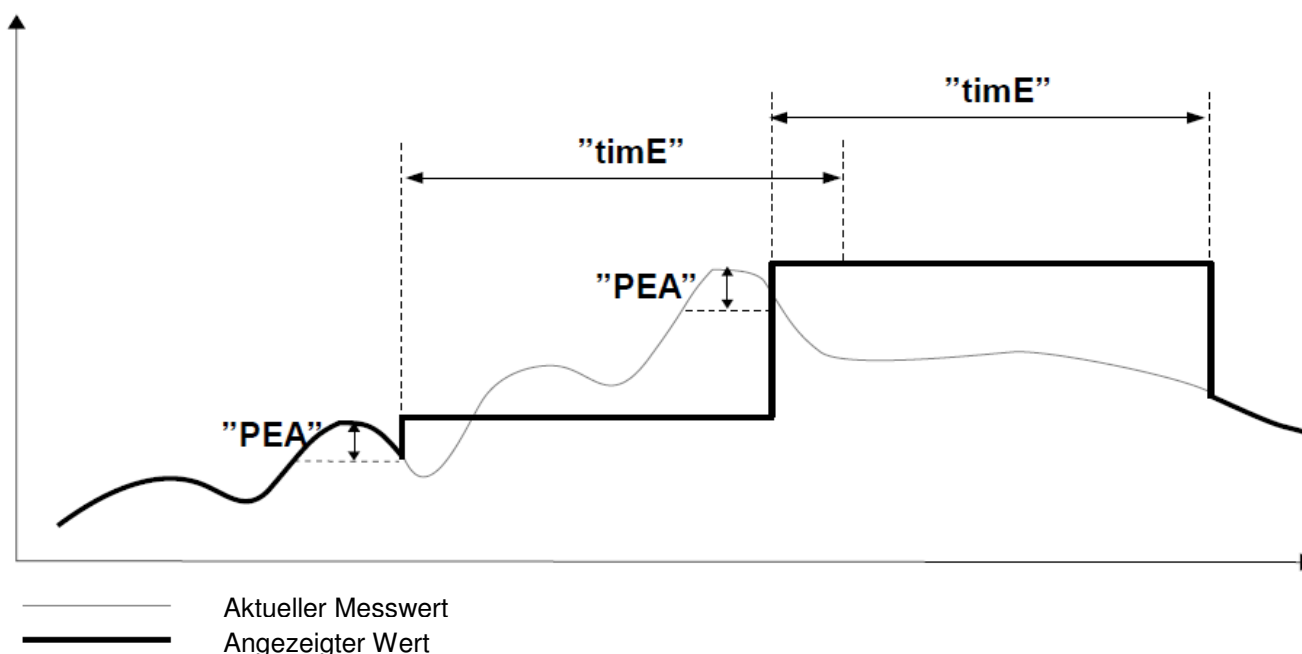 ”timE”
”timE”
”PEA”
”PEA”
Aktueller Messwert
Angezeigter Wert